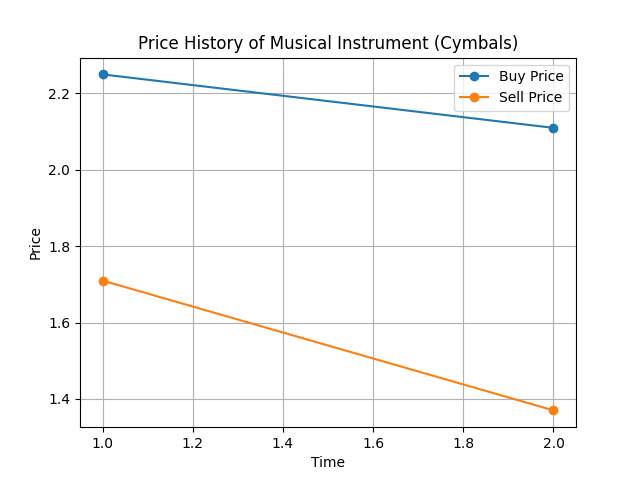 Price History of Musical Instrument (Cymbals)
Buy Price
Sell Price
2.2
2.0
1.8
1.6
1.4
Price
1.0 1.2 1.4 1.6 1.8 2.0
Time